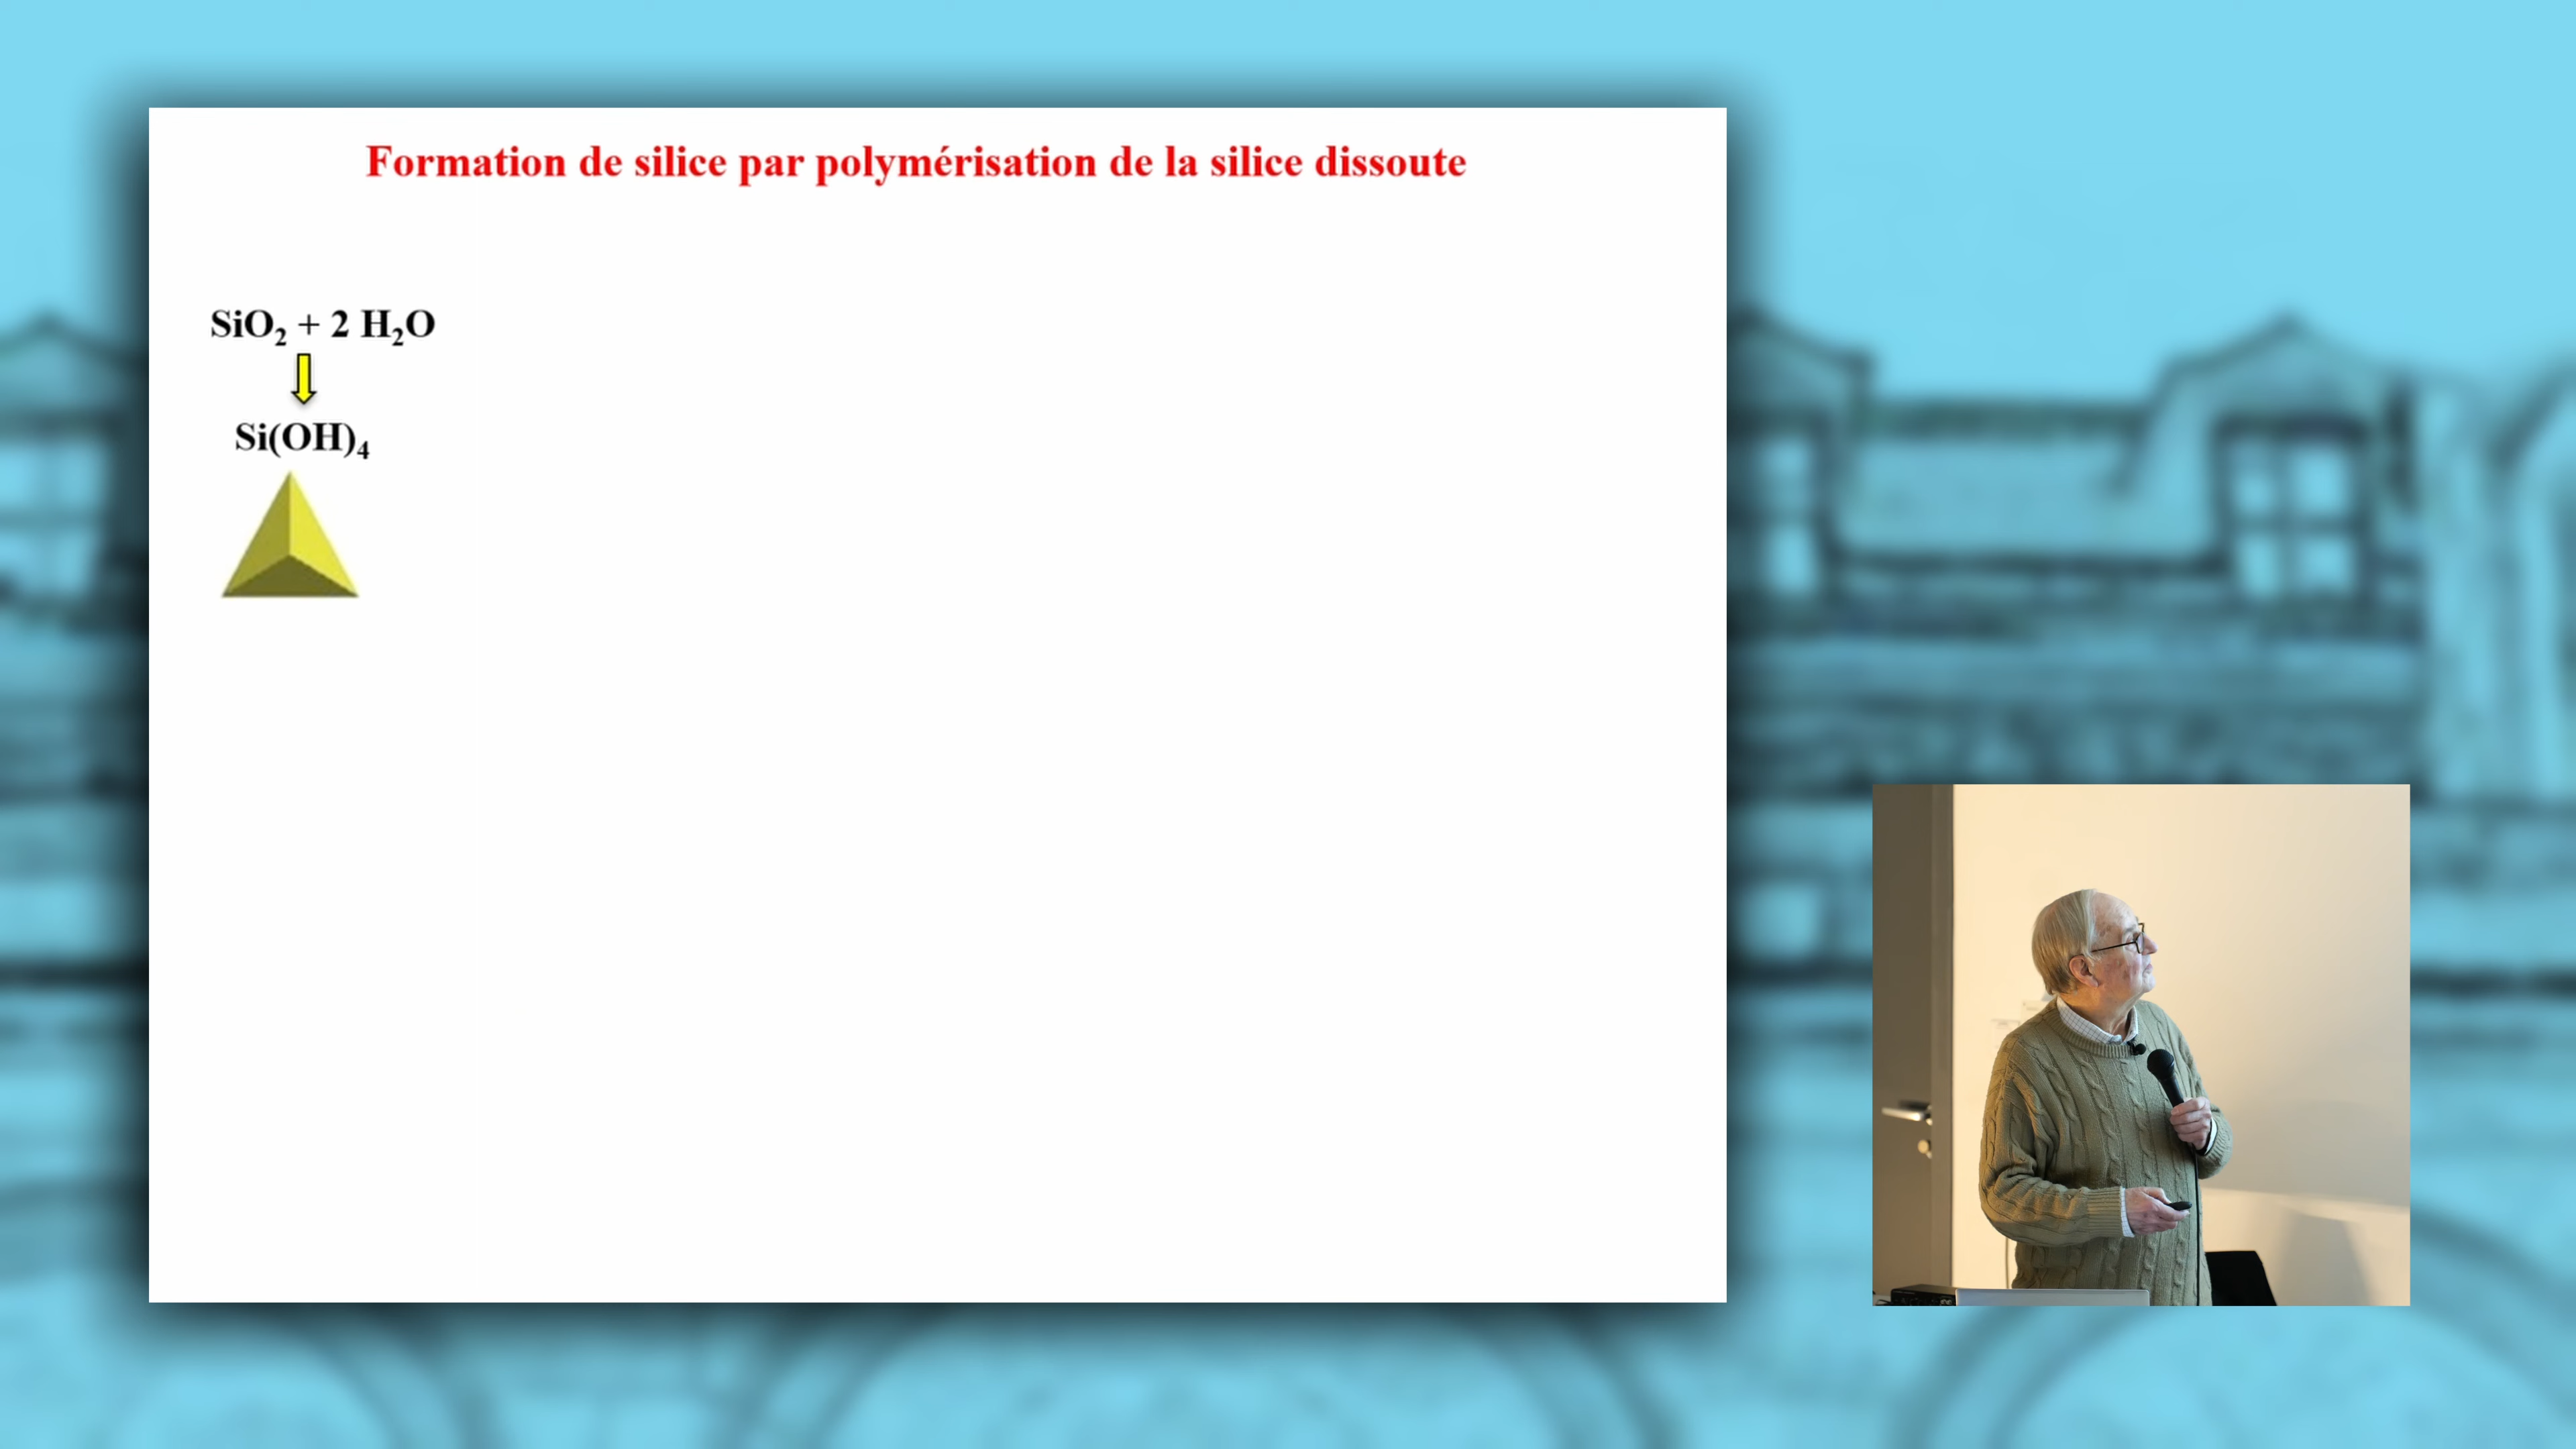 Formation de silice par polymérisation de la silice dissoute
SiO₂ + 2 H₂O
Si(OH)₄